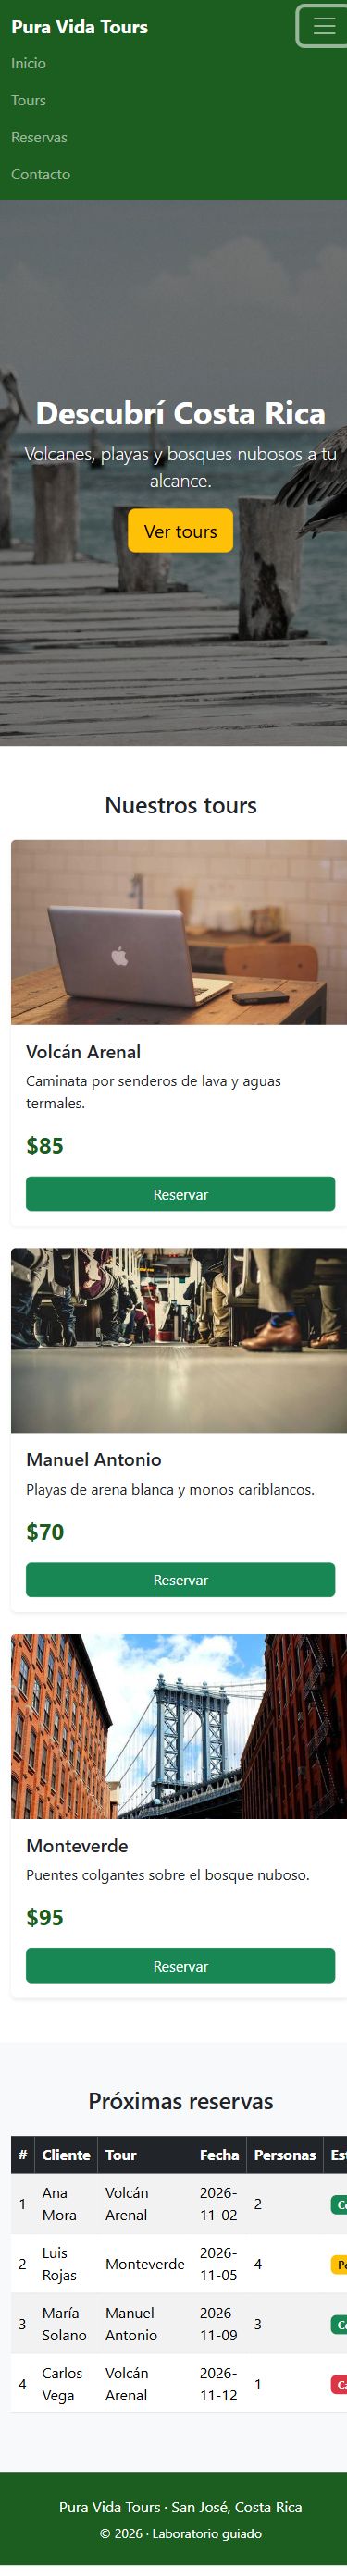 Pura Vida Tours
Inicio
Tours
Reservas
Contacto
Descubrí Costa Rica
Volcanes, playas y bosques nubosos a tu
alcance.
Ver tours
Nuestros tours
Volcán Arenal
Caminata por senderos de lava y aguas
termales.
$85
Reservar
Manuel Antonio
Playas de arena blanca y monos cariblancos.
$70
Reservar
Monteverde
Puentes colgantes sobre el bosque nuboso.
$95
Reservar
Próximas reservas
# Cliente Tour Fecha Personas
1 Ana Mora Volcán Arenal 2026-11-02 2
2 Luis Rojas Monteverde 2026-11-05 4
3 María Solano Manuel Antonio 2026-11-09 3
4 Carlos Vega Volcán Arenal 2026-11-12 1
Pura Vida Tours · San José, Costa Rica
© 2026 · Laboratorio guiado